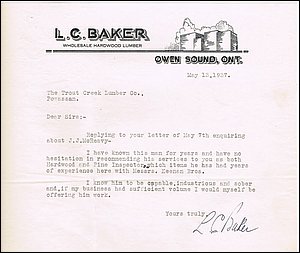 L.C. BAKER
WHOLESALE HARDWOOD LUMBER
OWEN SOUND, ONT.
May 13,1937.
The Trout Creek Lumber Co.,
Powassan.
Dear Sirs:-
Replying to your letter of May 7th enquiring
about J.J.McReavy-
I have known this man for years and have no
hesitation in recommending his services to you as both
Hardwood and Pine Inspector,which items he has had years
of experience here with Messrs. Keenan Bros.
I know him to be capable,industrious and sober
and,if my business had sufficient volume I would myself be
offering him work.
Yours truly,
L C Baker